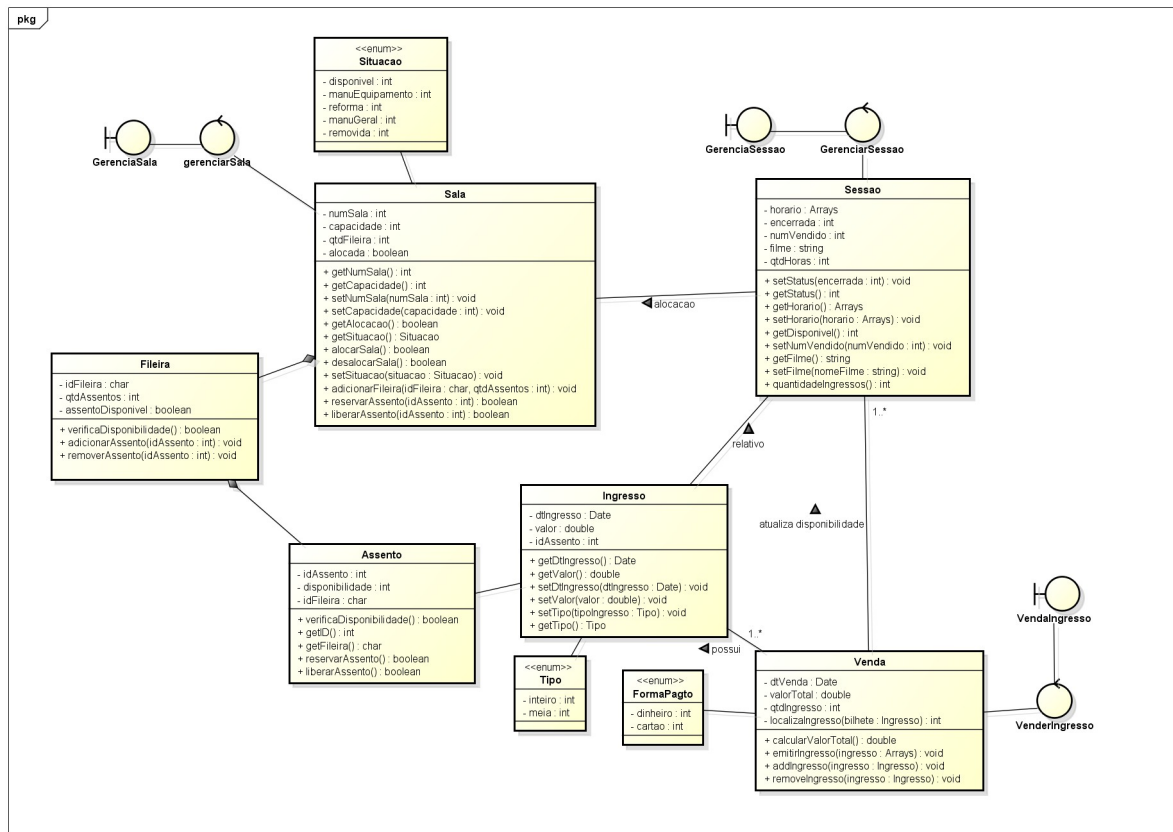 pkg
<<enum>>
Situacao
- disponivel : int
- manuEquipamento : int
- reforma : int
- manuGeral : int
- removida : int
GerenciaSala
gerenciarSala
GerenciaSessao
GerenciarSessao
Sala
- numSala : int
- capacidade : int
- qtdFileira : int
- alocada : boolean
+ getNumSala() : int
+ getCapacidade() : int
+ setNumSala(numSala : int) : void
+ setCapacidade(capacidade : int) : void
+ getAlocacao() : boolean
+ getSituacao() : Situacao
+ alocarSala() : boolean
+ desalocarSala() : boolean
+ setSituacao(situacao : Situacao) : void
+ adicionarFileira(idFileira : char, qtdAssentos : int) : void
+ reservarAssento(idAssento : int) : boolean
+ liberarAssento(idAssento : int) : boolean
Sessao
- horario : Arrays
- encerrada : int
- numVendido : int
- filme : string
- qtdHoras : int
+ setStatus(encerrada : int) : void
+ getStatus() : int
+ getHorario() : Arrays
+ setHorario(horario : Arrays) : void
+ getDisponivel() : int
+ setNumVendido(numVendido : int) : void
+ getFilme() : string
+ setFilme(nomeFilme : string) : void
+ quantidadeIngressos() : int
alocacao
Fileira
- idFileira : char
- qtdAssentos : int
- assentoDisponivel : boolean
+ verificaDisponibilidade() : boolean
+ adicionarAssento(idAssento : int) : void
+ removerAssento(idAssento : int) : void
1..*
relativo
atualiza disponibilidade
Ingresso
- dtIngresso : Date
- valor : double
- idAssento : int
+ getDtIngresso() : Date
+ getValor() : double
+ setDtIngresso(dtIngresso : Date) : void
+ setValor(valor : double) : void
+ setTipo(tipoIngresso : Tipo) : void
+ getTipo() : Tipo
Assento
- idAssento : int
- disponibilidade : int
- idFileira : char
+ verificaDisponibilidade() : boolean
+ getID() : int
+ getFileira() : char
+ reservarAssento() : boolean
+ liberarAssento() : boolean
VendaIngresso
1..*
possui
<<enum>>
Tipo
- inteiro : int
- meia : int
<<enum>>
FormaPagto
- dinheiro : int
- cartao : int
Venda
- dtVenda : Date
- valorTotal : double
- qtdIngresso : int
- localizaIngresso(bilhete : Ingresso) : int
+ calcularValorTotal() : double
+ emitirIngresso(ingresso : Arrays) : void
+ addIngresso(ingresso : Ingresso) : void
+ removeIngresso(ingresso : Ingresso) : void
VenderIngresso